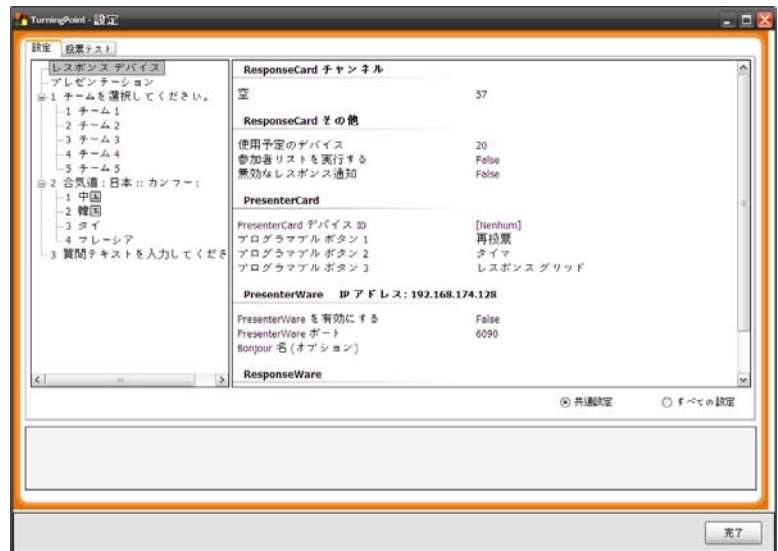 TurningPoint - 設定
設定 投票テスト
レスポンス デバイス
プレゼンテーション
1 チームを選択してください。
1 チーム 1
2 チーム 2
3 チーム 3
4 チーム 4
5 チーム 5
2 合気道 : 日本 :: カンフー :
1 中国
2 韓国
3 タイ
4 マレーシア
3 質問テキストを入力してくださ
ResponseCard チャンネル
空 57
ResponseCard その他
使用予定のデバイス 20
参加者リストを実行する False
無効なレスポンス通知 False
PresenterCard
PresenterCard デバイス ID [Nenhum]
プログラマブル ボタン 1 再投票
プログラマブル ボタン 2 タイマ
プログラマブル ボタン 3 レスポンス グリッド
PresenterWare IP アドレス: 192.168.174.128
PresenterWare を有効にする False
PresenterWare ポート 6090
Bonjour 名 (オプション)
ResponseWare
共通設定 すべての設定
完了